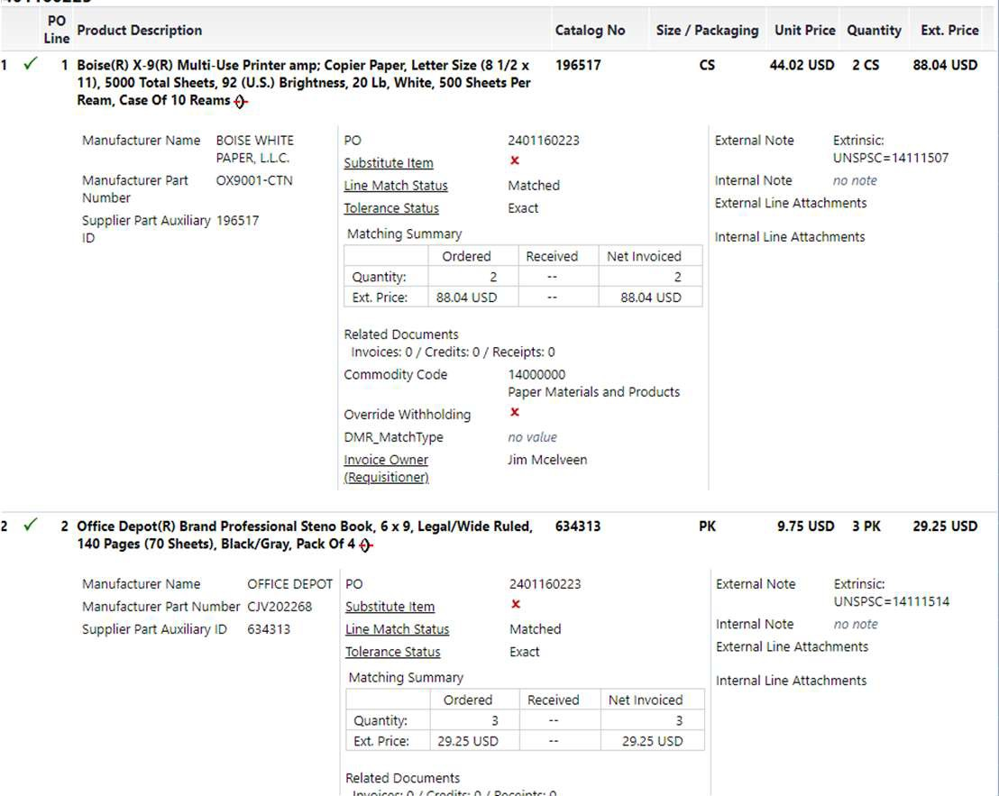 PO
Line
Product Description
Catalog No
Size / Packaging
Unit Price
Quantity
Ext. Price
1 1 Boise(R) X-9(R) Multi-Use Printer amp; Copier Paper, Letter Size (8 1/2 x 196517 CS 44.02 USD 2 CS 88.04 USD
11), 5000 Total Sheets, 92 (U.S.) Brightness, 20 Lb, White, 500 Sheets Per
Ream, Case Of 10 Reams
Manufacturer Name BOISE WHITE
PAPER, L.L.C.
Manufacturer Part OX9001-CTN
Number
Supplier Part Auxiliary 196517
ID
PO 2401160223
Substitute Item
Line Match Status Matched
Tolerance Status Exact
Matching Summary
Ordered Received Net Invoiced
Quantity: 2 -- 2
Ext. Price: 88.04 USD -- 88.04 USD
Related Documents
Invoices: 0 / Credits: 0 / Receipts: 0
Commodity Code 14000000
Paper Materials and Products
Override Withholding
DMR_MatchType no value
Invoice Owner Jim Mcelveen
(Requisitioner)
External Note Extrinsic:
UNSPSC=14111507
Internal Note no note
External Line Attachments
Internal Line Attachments
2 2 Office Depot(R) Brand Professional Steno Book, 6 x 9, Legal/Wide Ruled, 634313 PK 9.75 USD 3 PK 29.25 USD
140 Pages (70 Sheets), Black/Gray, Pack Of 4
Manufacturer Name OFFICE DEPOT
Manufacturer Part Number CJV202268
Supplier Part Auxiliary ID 634313
PO 2401160223
Substitute Item
Line Match Status Matched
Tolerance Status Exact
Matching Summary
Ordered Received Net Invoiced
Quantity: 3 -- 3
Ext. Price: 29.25 USD -- 29.25 USD
Related Documents
Invoices: 0 / Credits: 0 / Receipts: 0
External Note Extrinsic:
UNSPSC=14111514
Internal Note no note
External Line Attachments
Internal Line Attachments